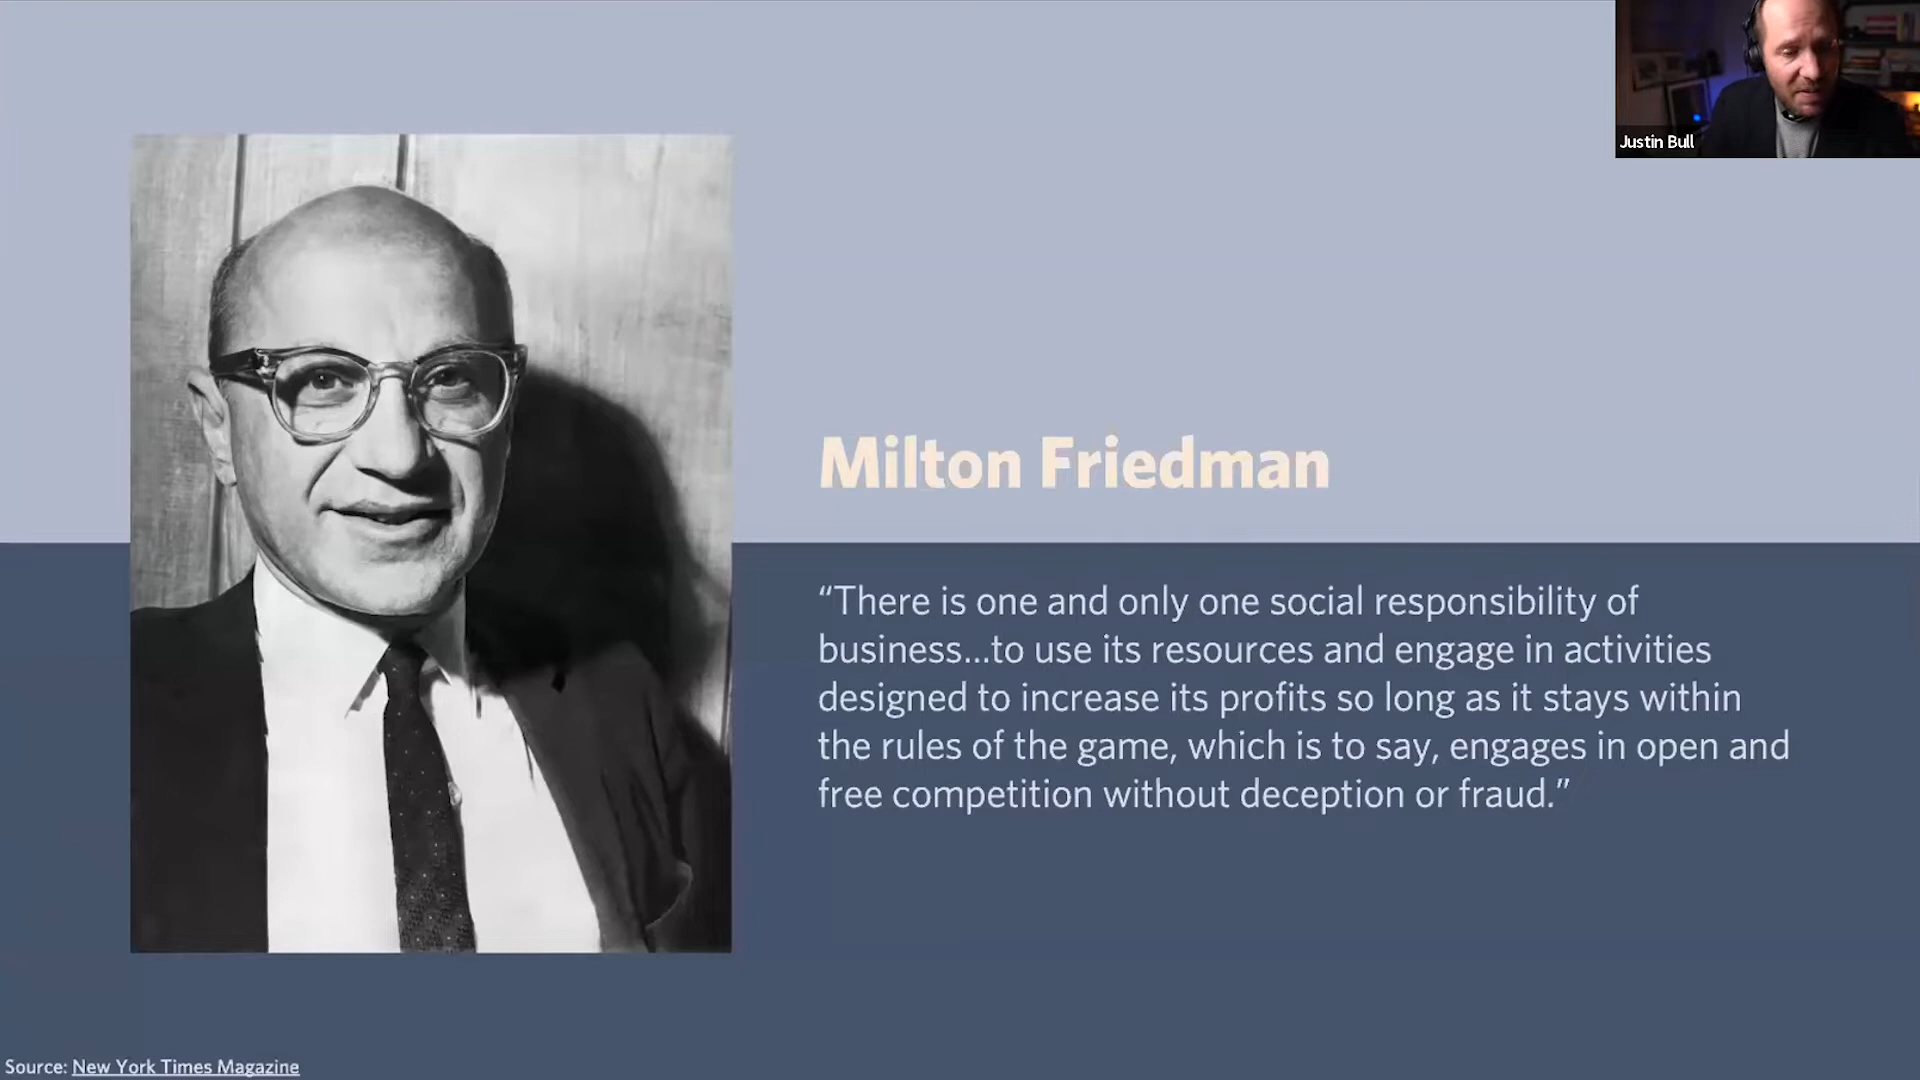 Justin Bull
Milton Friedman
“There is one and only one social responsibility of
business...to use its resources and engage in activities
designed to increase its profits so long as it stays within
the rules of the game, which is to say, engages in open and
free competition without deception or fraud.”
Source: New York Times Magazine